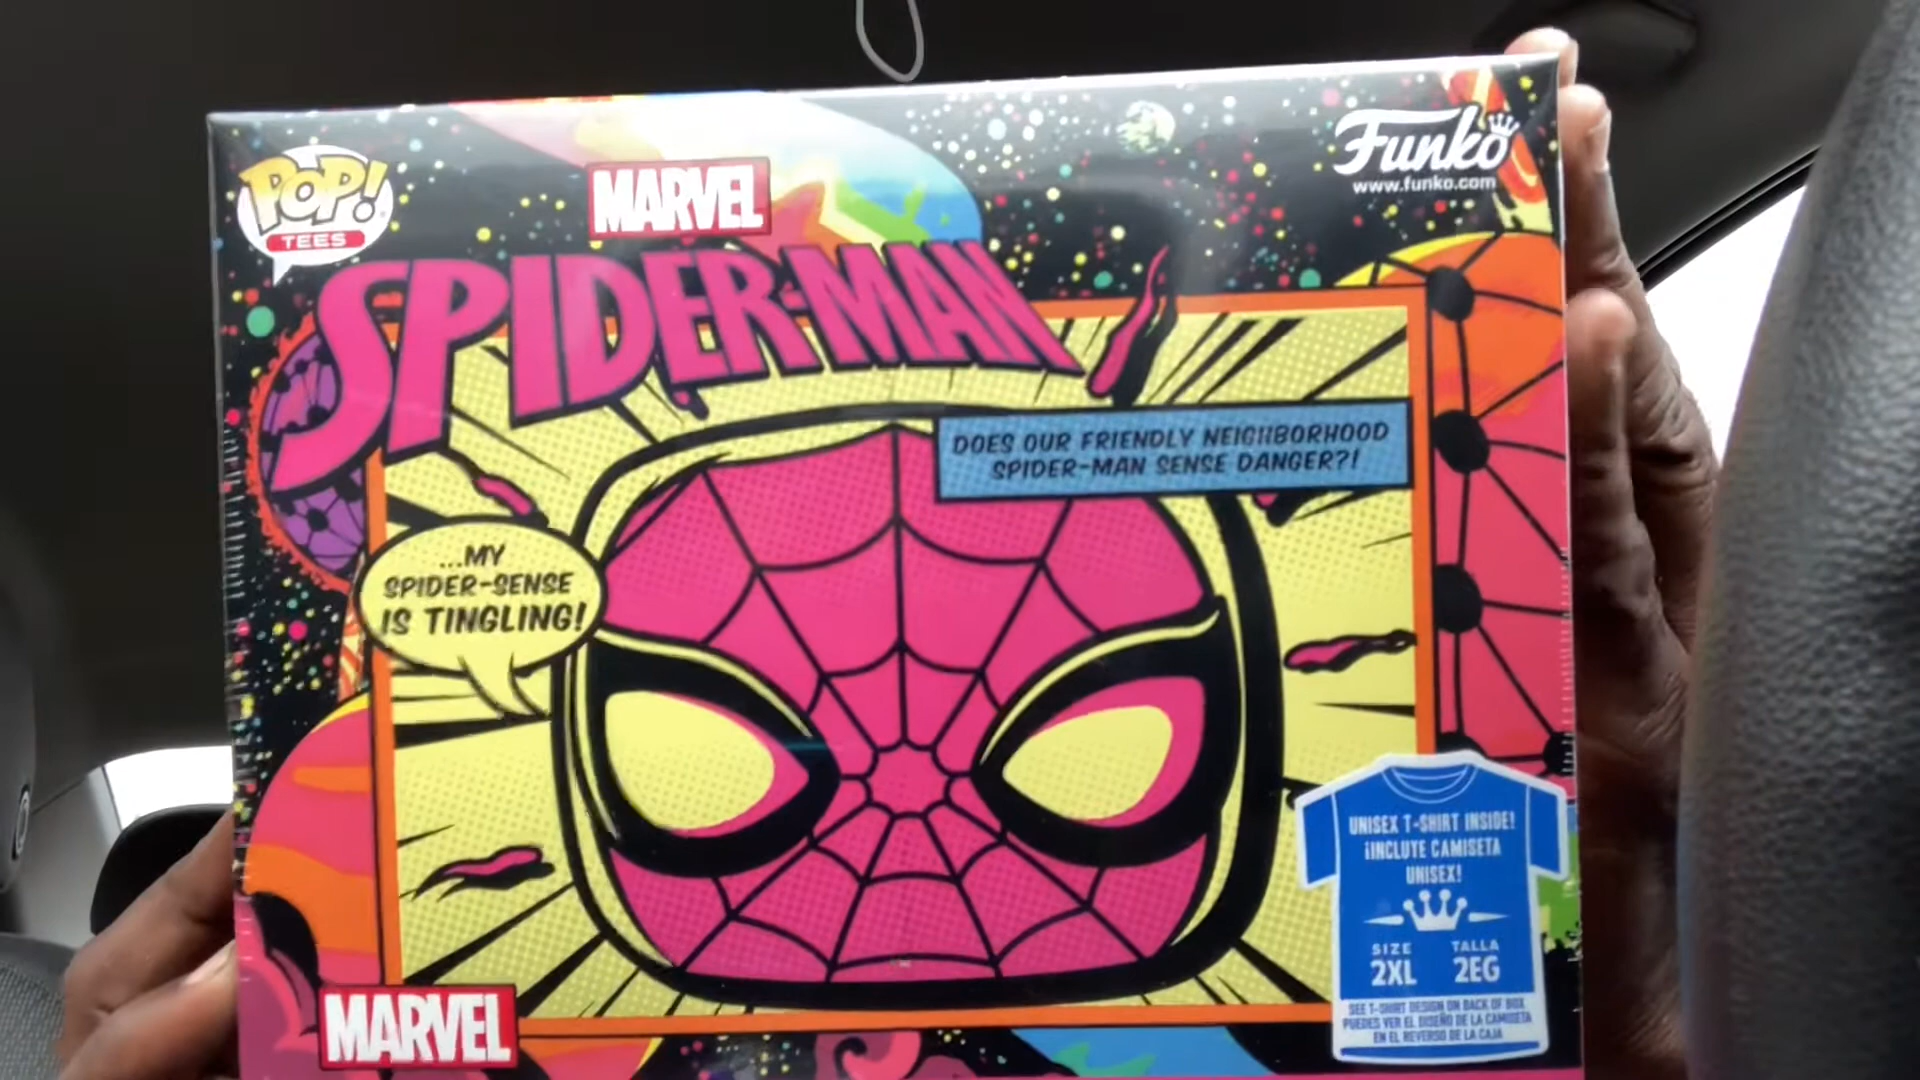 POP!
TEES
MARVEL
Funko
www.funko.com
SPIDER-MAN
DOES OUR FRIENDLY NEIGHBORHOOD
SPIDER-MAN SENSE DANGER?!
...MY
SPIDER-SENSE
IS TINGLING!
UNISEX T-SHIRT INSIDE!
¡INCLUTE CAMISETA
UNISEX!
SIZE
2XL
TALLA
2EG
SEE T-SHIRT DESIGN ON BACK OF BOX
PUEDES VER EL DISEÑO DE LA CAMISETA
EN EL REVERSO DE LA CAJA
MARVEL